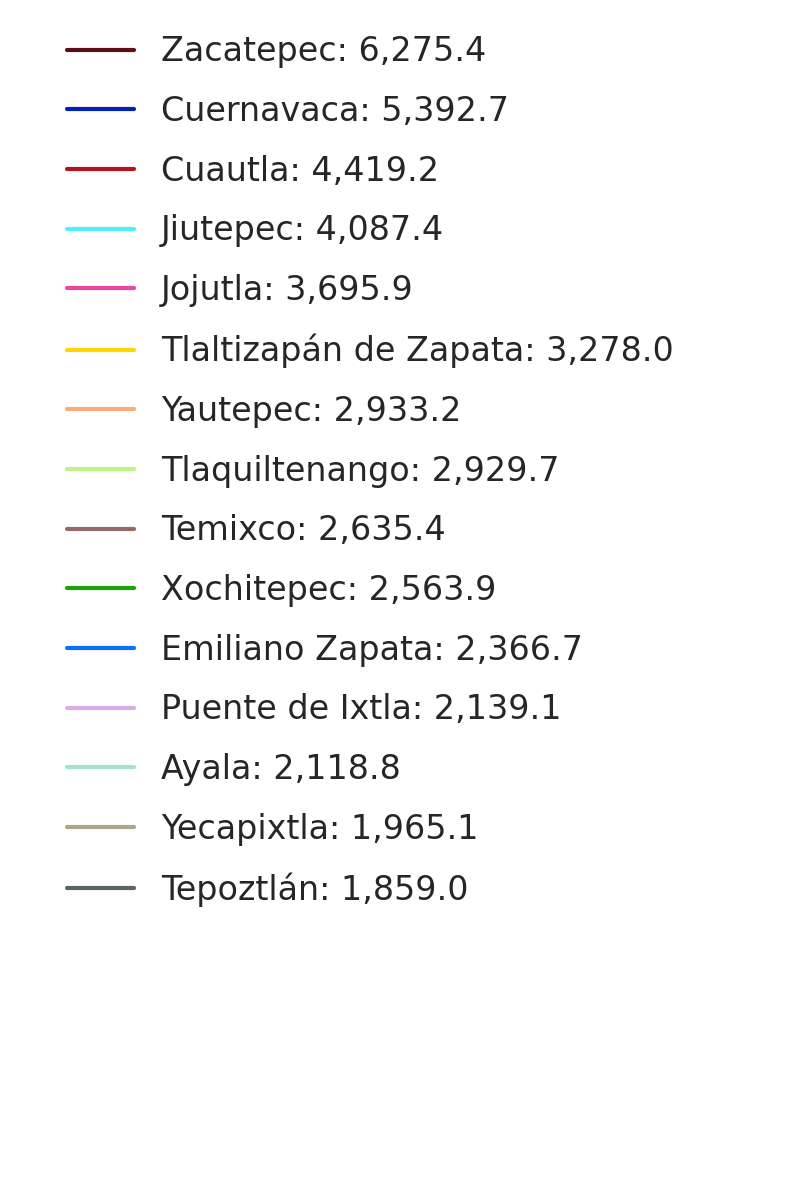 Zacatepec: 6,275.4
Cuernavaca: 5,392.7
Cuautla: 4,419.2
Jiutepec: 4,087.4
Jojutla: 3,695.9
Tlaltizapán de Zapata: 3,278.0
Yautepec: 2,933.2
Tlaquiltenango: 2,929.7
Temixco: 2,635.4
Xochitepec: 2,563.9
Emiliano Zapata: 2,366.7
Puente de Ixtla: 2,139.1
Ayala: 2,118.8
Yecapixtla: 1,965.1
Tepoztlán: 1,859.0